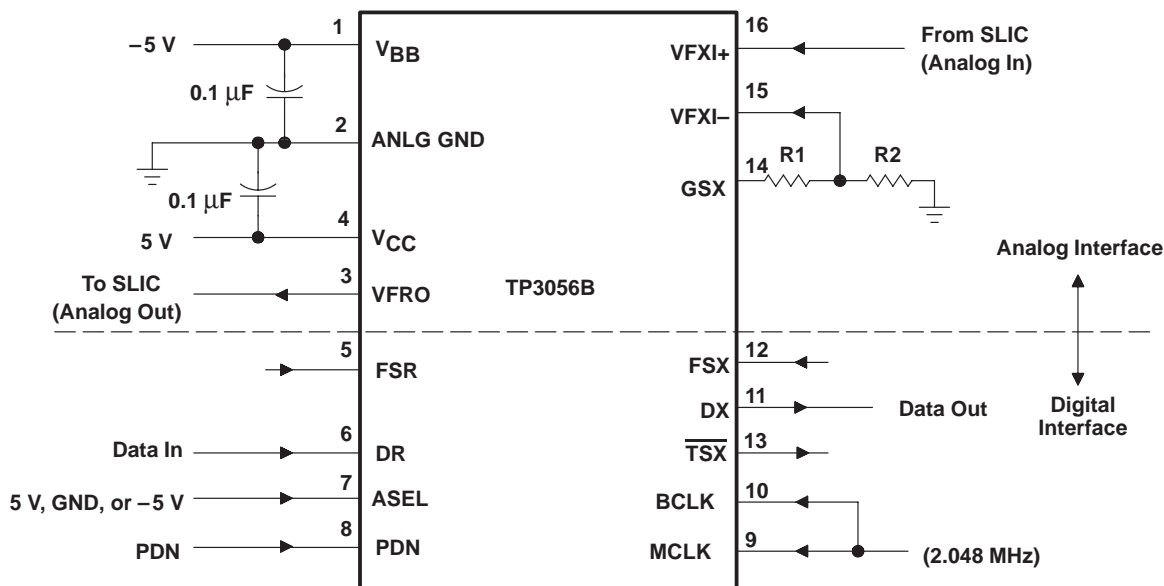 –5 V
0.1 μF
0.1 μF
5 V
To SLIC
(Analog Out)
Data In
5 V, GND, or –5 V
PDN
1
VBB
2
ANLG GND
4
VCC
3
VFRO
5
FSR
6
DR
7
ASEL
8
PDN
TP3056B
16
VFXI+
From SLIC
(Analog In)
15
VFXI–
14
GSX
R1
R2
Analog Interface
Digital
Interface
12
FSX
11
DX
Data Out
13
TSX
10
BCLK
9
MCLK
(2.048 MHz)